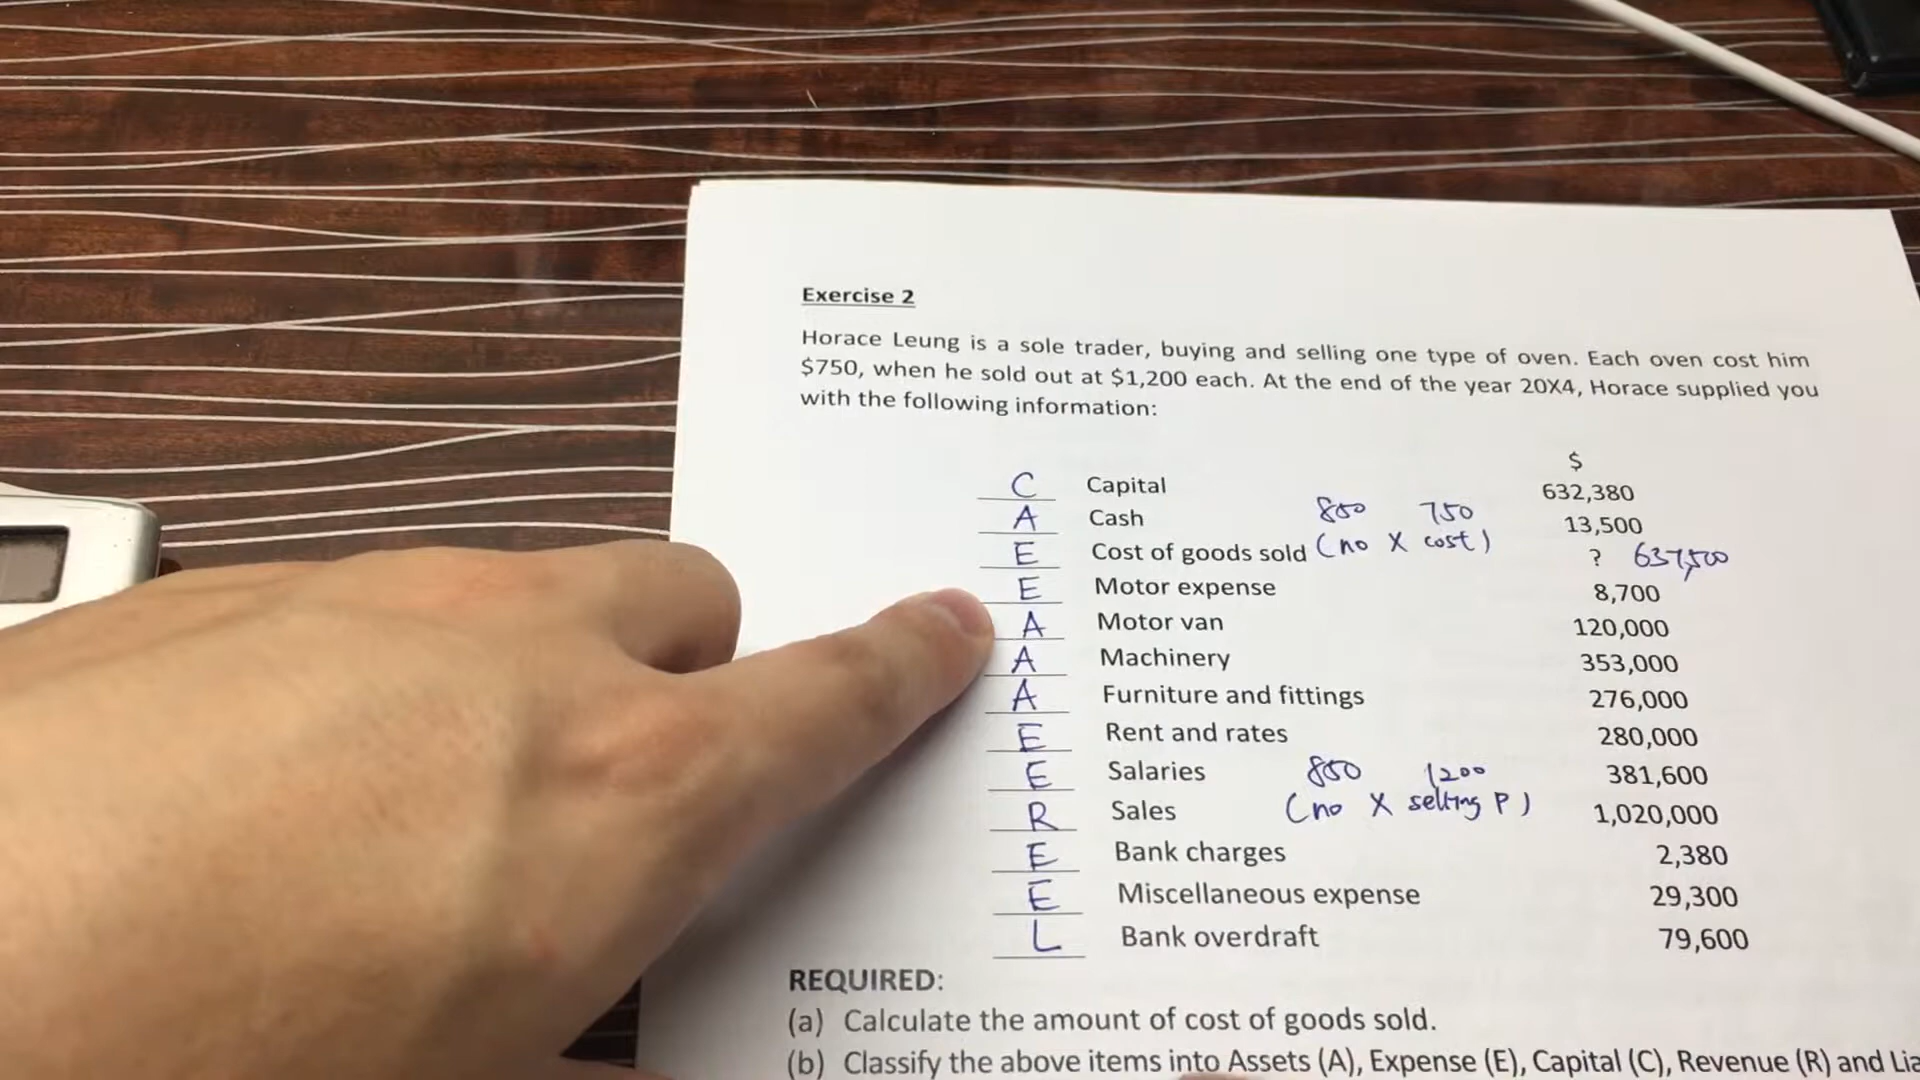 Exercise 2
Horace Leung is a sole trader, buying and selling one type of oven. Each oven cost him
$750, when he sold out at $1,200 each. At the end of the year 20X4, Horace supplied you
with the following information:
$
C Capital 632,380
A Cash 850 750 13,500
E Cost of goods sold (no X cost) ? 637,500
E Motor expense 8,700
A Motor van 120,000
A Machinery 353,000
A Furniture and fittings 276,000
E Rent and rates 280,000
E Salaries 850 1200 381,600
R Sales (no X selling P) 1,020,000
E Bank charges 2,380
E Miscellaneous expense 29,300
L Bank overdraft 79,600
REQUIRED:
(a) Calculate the amount of cost of goods sold.
(b) Classify the above items into Assets (A), Expense (E), Capital (C), Revenue (R) and Lia